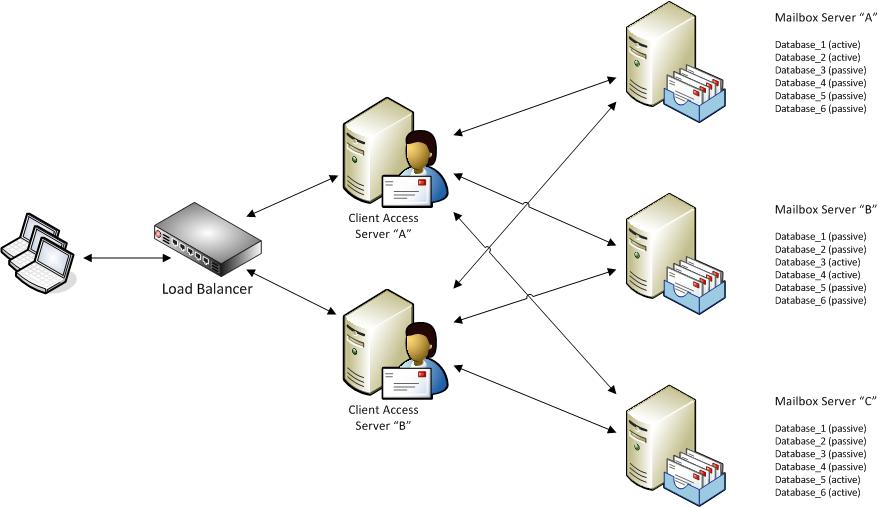 Mailbox Server “A”
Database_1 (active)
Database_2 (active)
Database_3 (passive)
Database_4 (passive)
Database_5 (passive)
Database_6 (passive)
Client Access
Server “A”
Mailbox Server “B”
Database_1 (passive)
Database_2 (passive)
Database_3 (active)
Database_4 (active)
Database_5 (passive)
Database_6 (passive)
Load Balancer
Client Access
Server “B”
Mailbox Server “C”
Database_1 (passive)
Database_2 (passive)
Database_3 (passive)
Database_4 (passive)
Database_5 (active)
Database_6 (active)